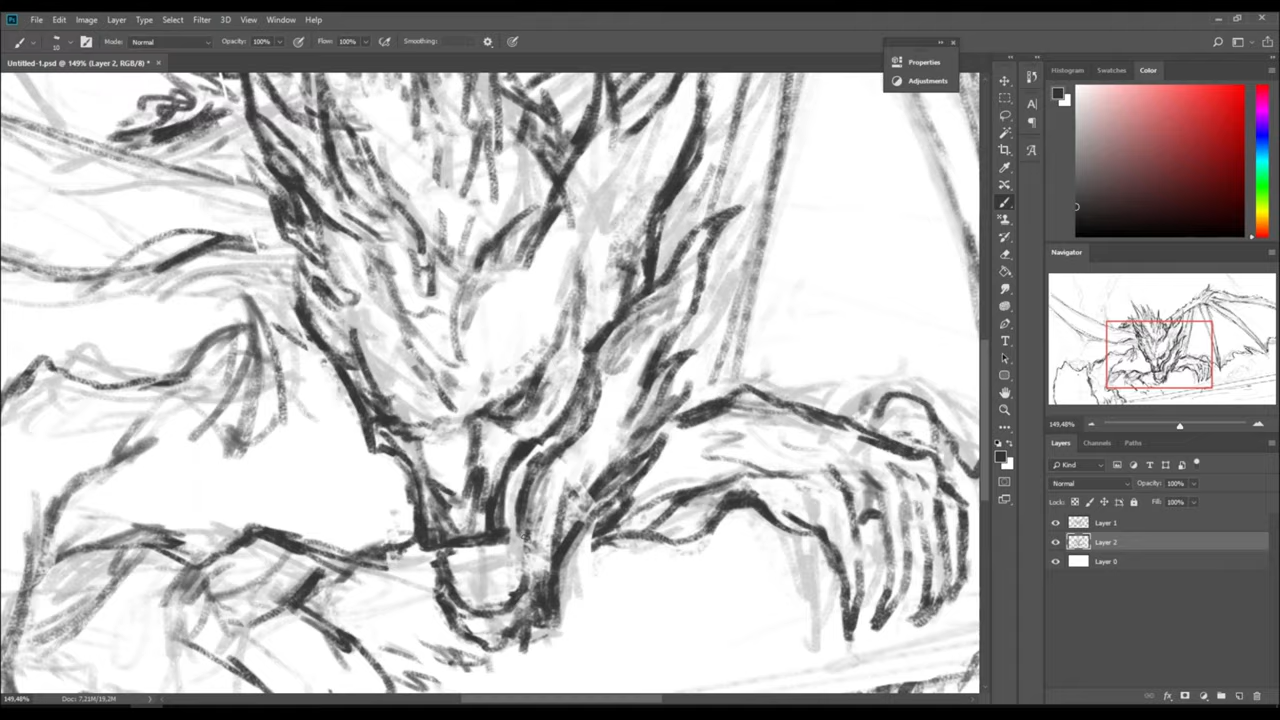 Ps File Edit Image Layer Type Select Filter 3D View Window Help
10 Mode: Normal Opacity: 100% Flow: 100% Smoothing:
Untitled-1.psd @ 149% (Layer 2, RGB/8) * ×
Properties
Adjustments
Histogram Swatches Color
Navigator
149,48%
Layers Channels Paths
Kind
Normal Opacity: 100%
Lock: Fill: 100%
Layer 1
Layer 2
Layer 0
fx
149,48% Doc: 7,21M/19,2M